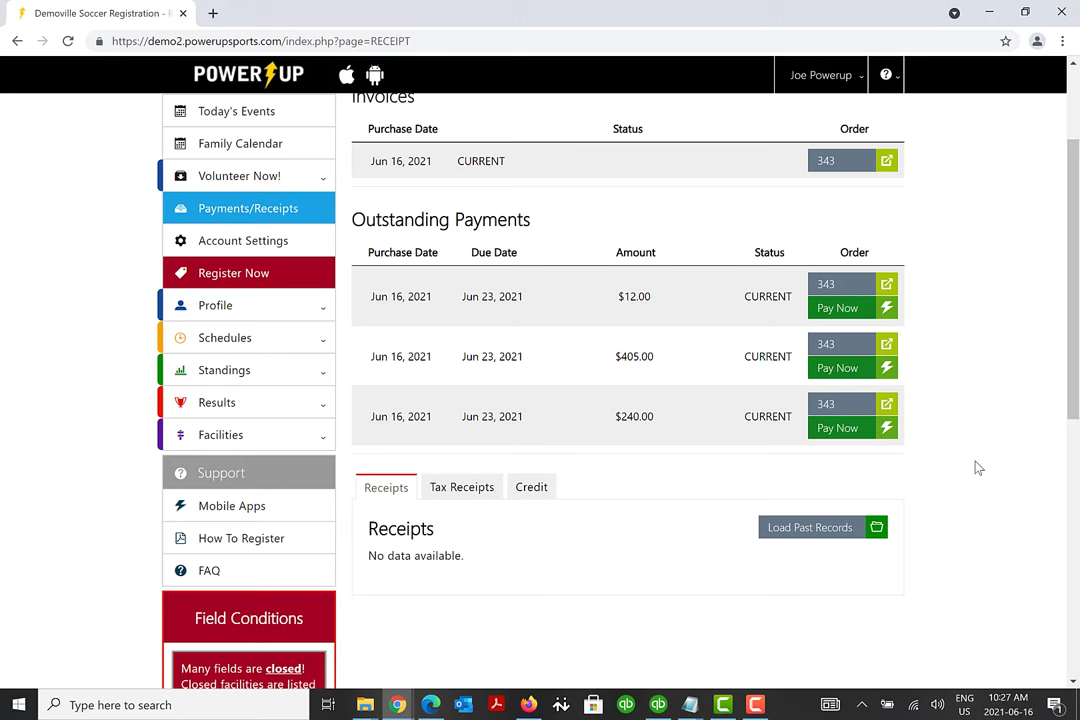 Demoville Soccer Registration - F
https://demo2.powerupsports.com/index.php?page=RECEIPT
POWER UP
Joe Powerup
Today's Events
Family Calendar
Volunteer Now!
Payments/Receipts
Account Settings
Register Now
Profile
Schedules
Standings
Results
Facilities
Support
Mobile Apps
How To Register
FAQ
Field Conditions
Many fields are closed!
Closed facilities are listed
Invoices
Purchase Date Status Order
Jun 16, 2021 CURRENT 343
Outstanding Payments
Purchase Date Due Date Amount Status Order
Jun 16, 2021 Jun 23, 2021 $12.00 CURRENT 343
Pay Now
Jun 16, 2021 Jun 23, 2021 $405.00 CURRENT 343
Pay Now
Jun 16, 2021 Jun 23, 2021 $240.00 CURRENT 343
Pay Now
Receipts Tax Receipts Credit
Receipts
Load Past Records
No data available.
Type here to search
ENG
US
10:27 AM
2021-06-16
1